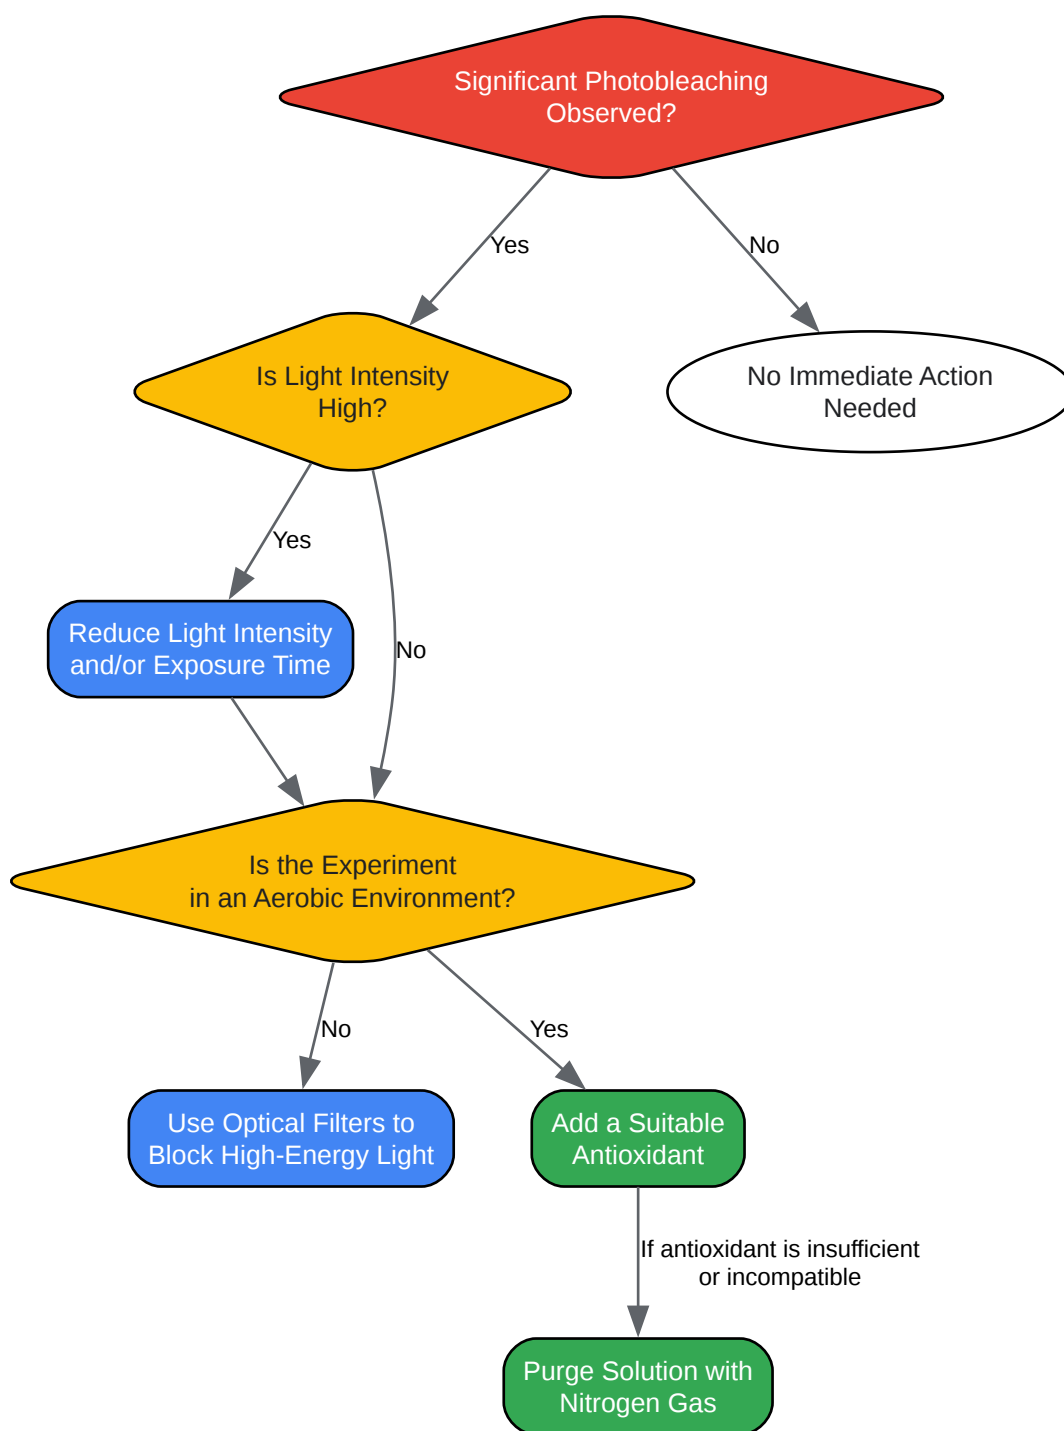 Significant Photobleaching
Observed?
Yes
No
Is Light Intensity
High?
No Immediate Action
Needed
Yes
Reduce Light Intensity
and/or Exposure Time
No
Is the Experiment
in an Aerobic Environment?
No
Yes
Use Optical Filters to
Block High-Energy Light
Add a Suitable
Antioxidant
If antioxidant is insufficient
or incompatible
Purge Solution with
Nitrogen Gas